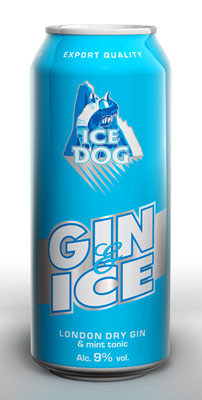 EXPORT QUALITY
ICE
DOG
GIN
&
ICE
LONDON DRY GIN
& mint tonic
Alc. 9% vol.